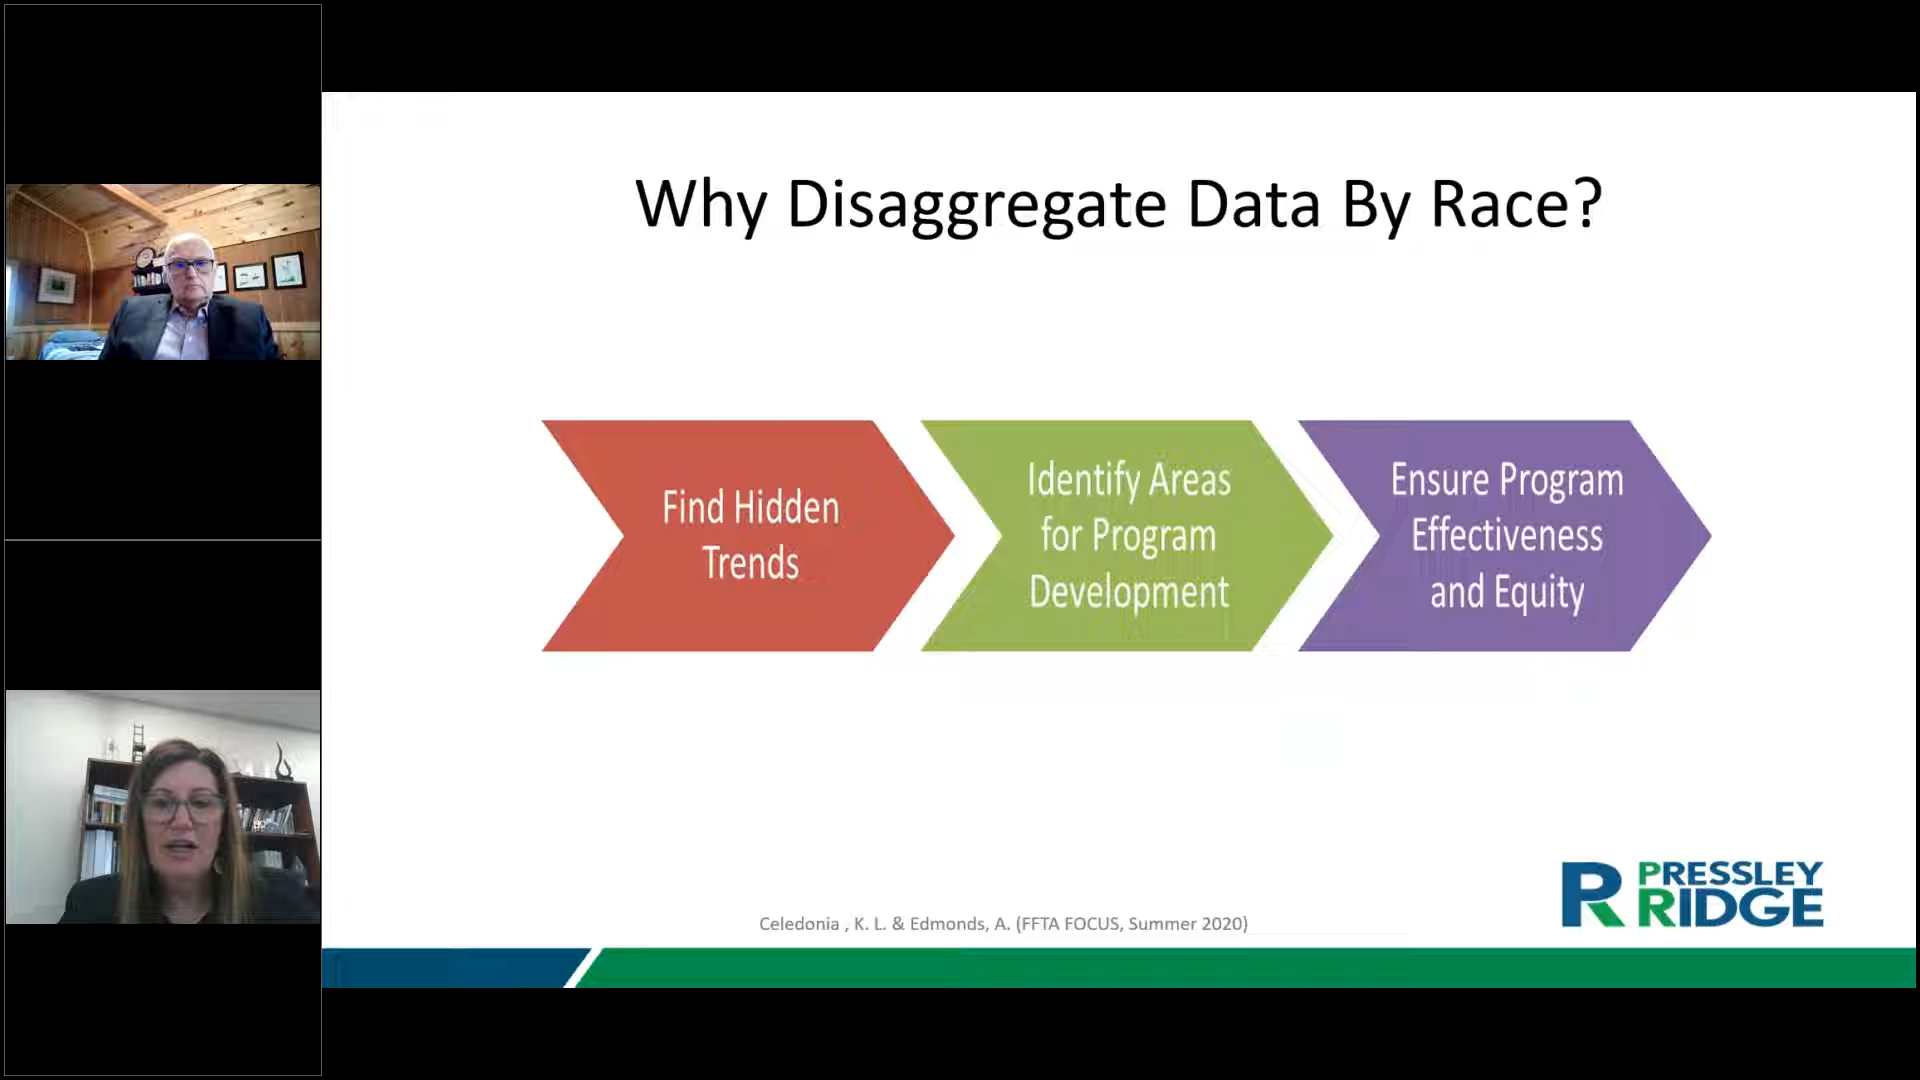 Why Disaggregate Data By Race?
Find Hidden
Trends
Identify Areas
for Program
Development
Ensure Program
Effectiveness
and Equity
Celedonia , K. L. & Edmonds, A. (FFTA FOCUS, Summer 2020)
PRESSLEY
RIDGE